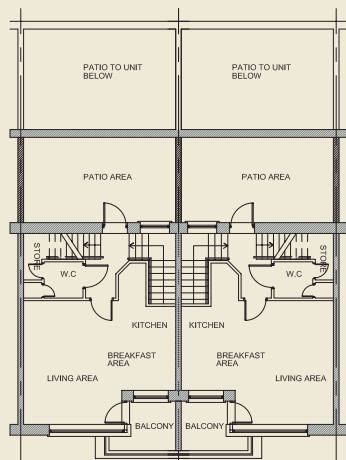 PATIO TO UNIT
BELOW
PATIO TO UNIT
BELOW
PATIO AREA
PATIO AREA
STORE
W.C
W.C
STORE
KITCHEN
KITCHEN
BREAKFAST
AREA
BREAKFAST
AREA
LIVING AREA
LIVING AREA
BALCONY
BALCONY